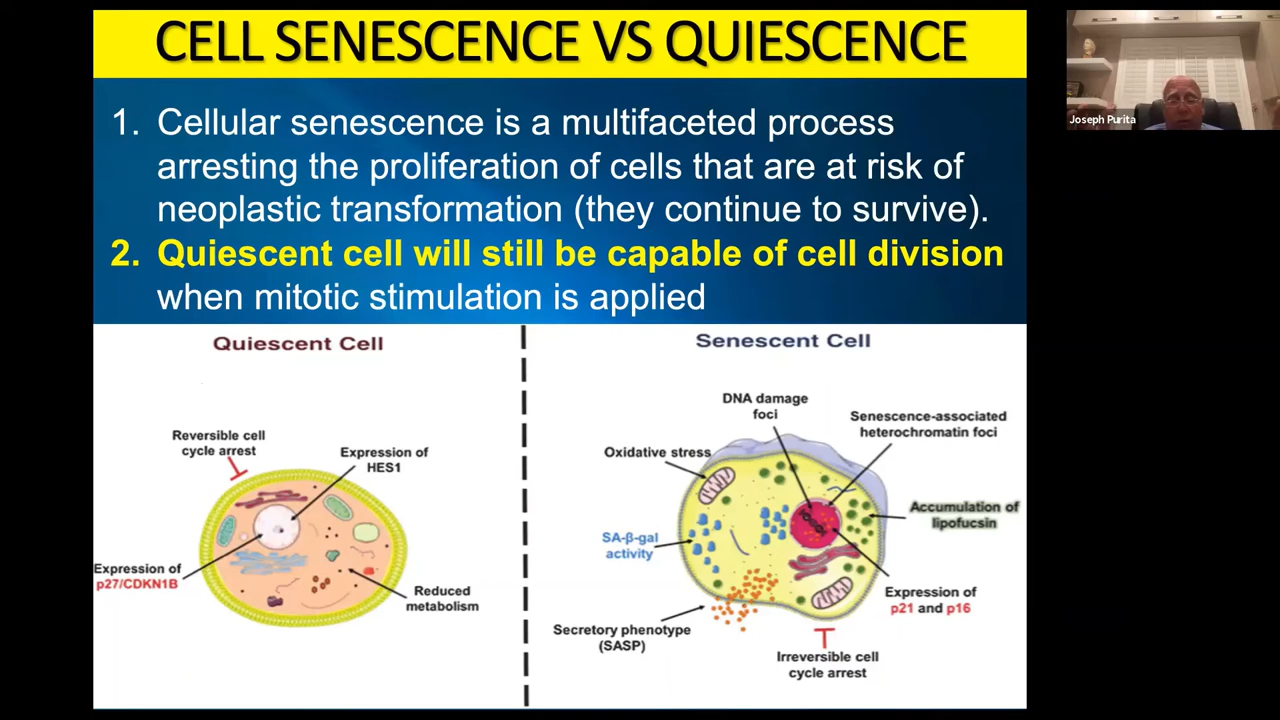 CELL SENESCENCE VS QUIESCENCE
Joseph Purita
1. Cellular senescence is a multifaceted process
arresting the proliferation of cells that are at risk of
neoplastic transformation (they continue to survive).
2. Quiescent cell will still be capable of cell division
when mitotic stimulation is applied
Quiescent Cell
Reversible cell
cycle arrest
Expression of
HES1
Expression of
p27/CDKN1B
Reduced
metabolism
Senescent Cell
DNA damage
foci
Senescence-associated
heterochromatin foci
Oxidative stress
Accumulation of
lipofucsin
SA-β-gal
activity
Expression of
p21 and p16
Secretory phenotype
(SASP)
Irreversible cell
cycle arrest